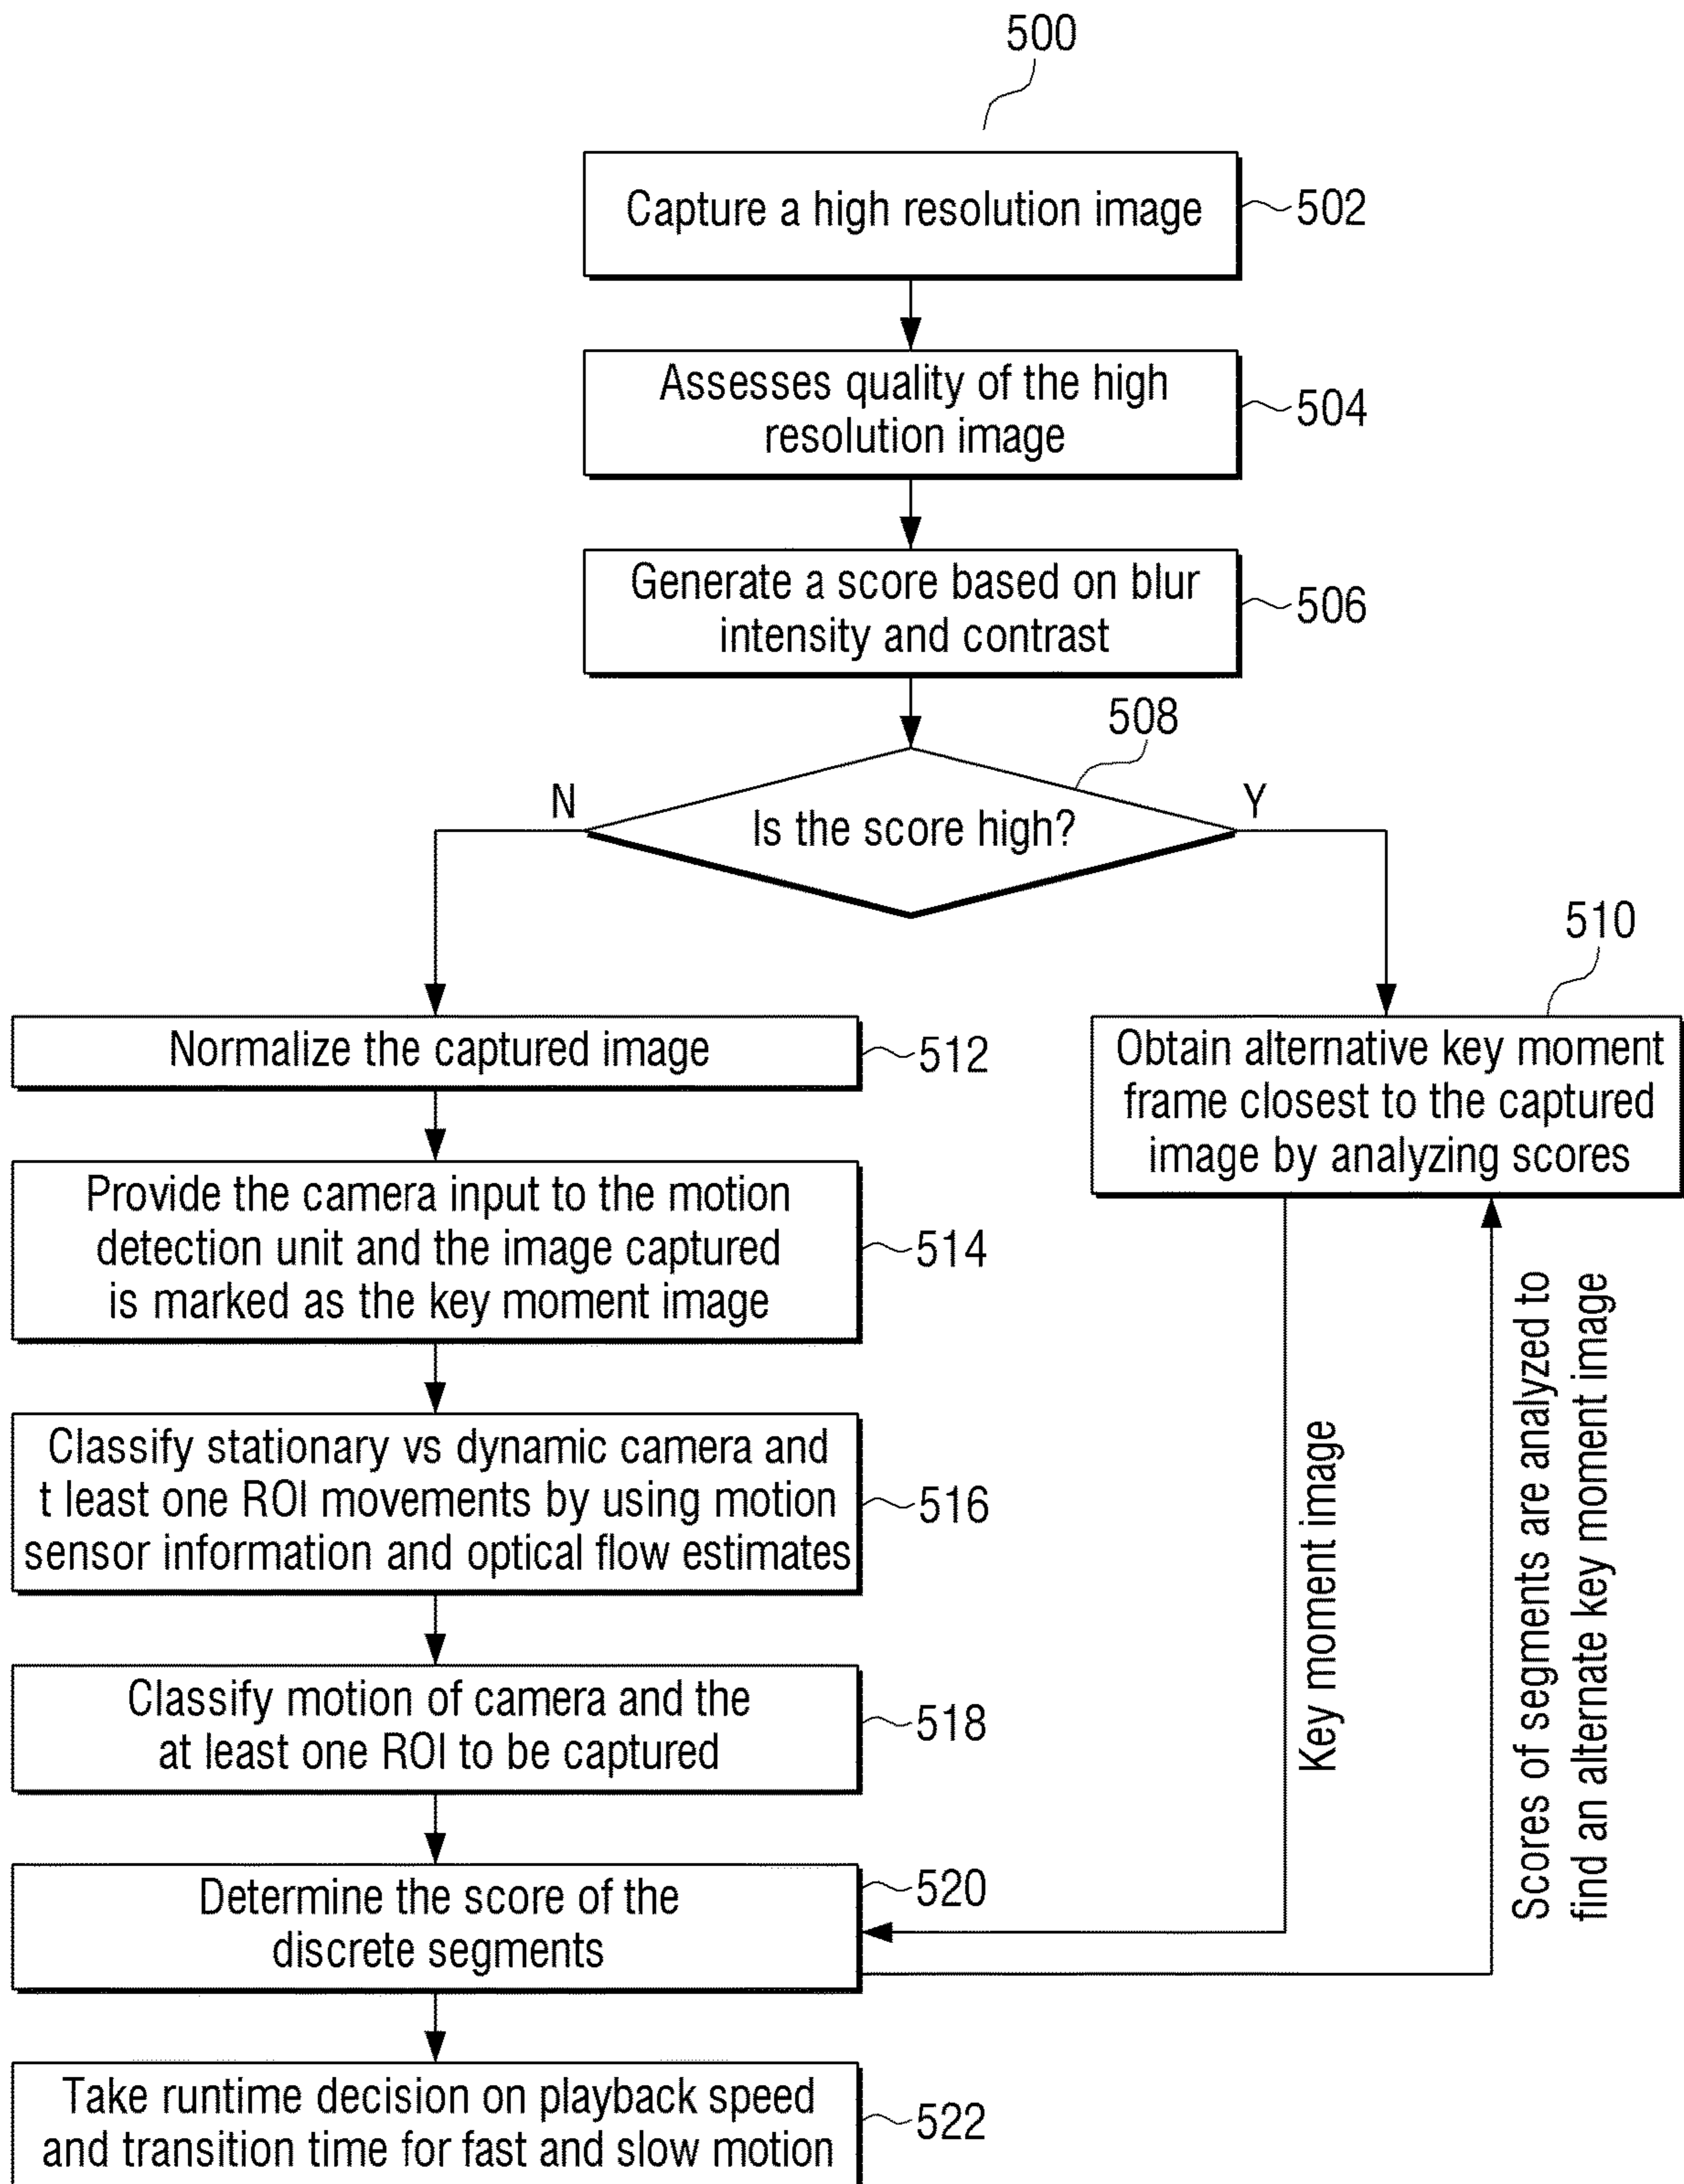 500
Capture a high resolution image
502
Assesses quality of the high
resolution image
504
Generate a score based on blur
intensity and contrast
506
508
Is the score high?
N
Y
510
Obtain alternative key moment
frame closest to the captured
image by analyzing scores
Normalize the captured image
512
Provide the camera input to the motion
detection unit and the image captured
is marked as the key moment image
514
Classify stationary vs dynamic camera and
t least one ROI movements by using motion
sensor information and optical flow estimates
516
Classify motion of camera and the
at least one ROI to be captured
518
Determine the score of the
discrete segments
520
Key moment image
Scores of segments are analyzed to
find an alternate key moment image
Take runtime decision on playback speed
and transition time for fast and slow motion
522